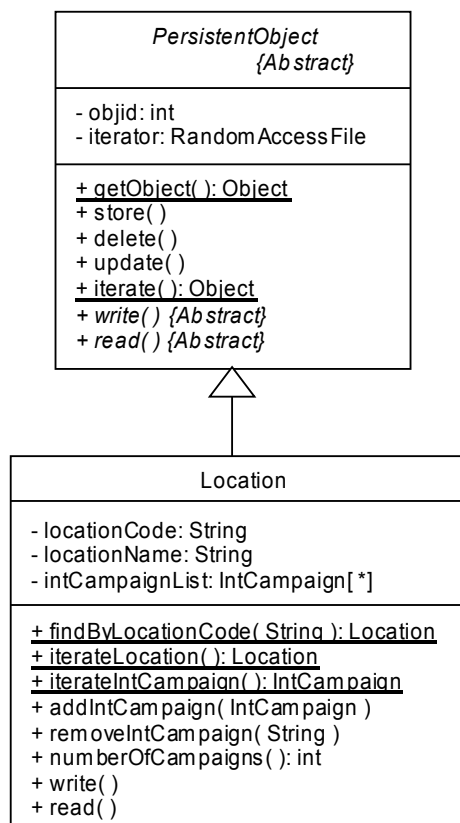 PersistentObject
{Abstract}
- objid: int
- iterator: RandomAccessFile
+ getObject( ): Object
+ store( )
+ delete( )
+ update( )
+ iterate( ): Object
+ write( ) {Abstract}
+ read( ) {Abstract}
Location
- locationCode: String
- locationName: String
- intCampaignList: IntCampaign[ *]
+ findByLocationCode( String ): Location
+ iterateLocation( ): Location
+ iterateIntCampaign( ): IntCampaign
+ addIntCampaign( IntCampaign )
+ removeIntCampaign( String )
+ numberOfCampaigns( ): int
+ write( )
+ read( )